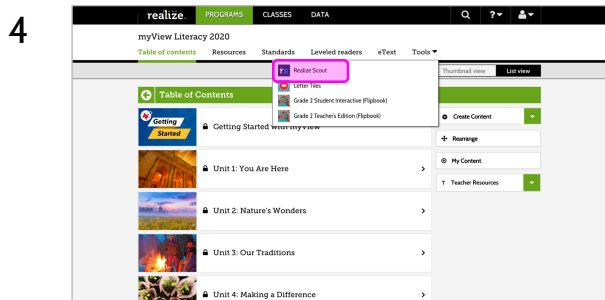 4
realize. PROGRAMS CLASSES DATA ?
myView Literacy 2020
Table of contents Resources Standards Leveled readers eText Tools
Realize Scout
Letter Tiles
Grade 2 Student Interactive (Flipbook)
Grade 2 Teacher's Edition (Flipbook)
Thumbnail view List view
Table of Contents
Getting Started
Getting Started with myView
Unit 1: You Are Here
Unit 2: Nature's Wonders
Unit 3: Our Traditions
Unit 4: Making a Difference
Create Content
Rearrange
My Content
T Teacher Resources